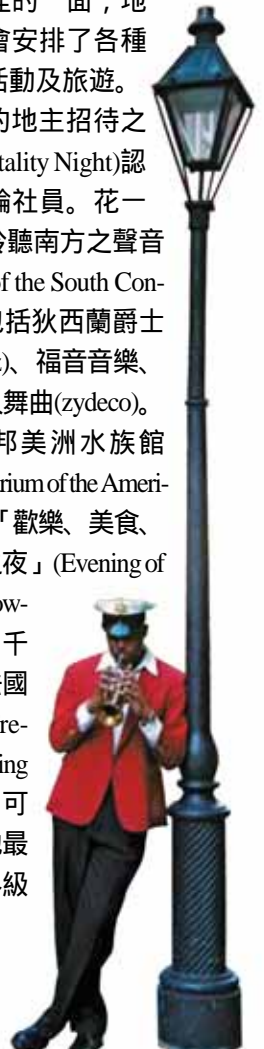 的一面,地
會安排了各種
活動及旅遊。
的地主招待之
tality Night)認
輪社員。花一
聆聽南方之聲音
of the South Con-
包括狄西蘭爵士
)、福音音樂、
舞曲(zydeco)。
邦美洲水族館
rium of the Ameri-
「歡樂、美食、
夜」(Evening of
ow-
千
國
re-
ing
可
最
級